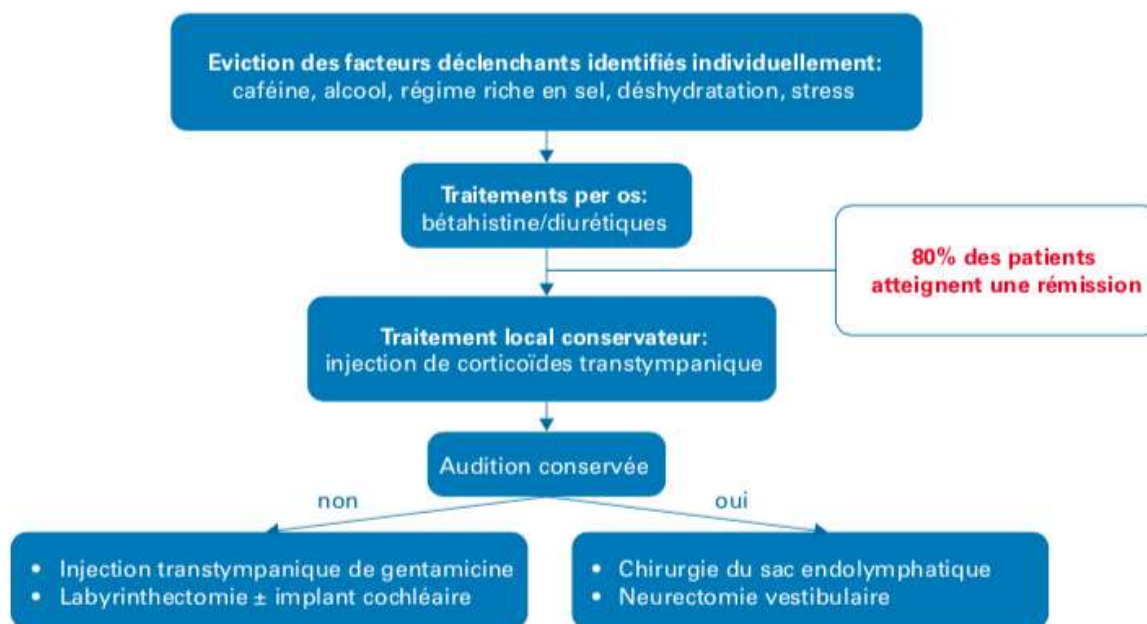 Eviction des facteurs déclenchants identifiés individuellement:
caféine, alcool, régime riche en sel, déshydratation, stress
Traitements per os:
bétahistine/diurétiques
80% des patients
atteignent une rémission
Traitement local conservateur:
injection de corticoïdes transtympanique
Audition conservée
non
oui
• Injection transtympanique de gentamicine
• Labyrinthectomie ± implant cochléaire
• Chirurgie du sac endolymphatique
• Neurectomie vestibulaire